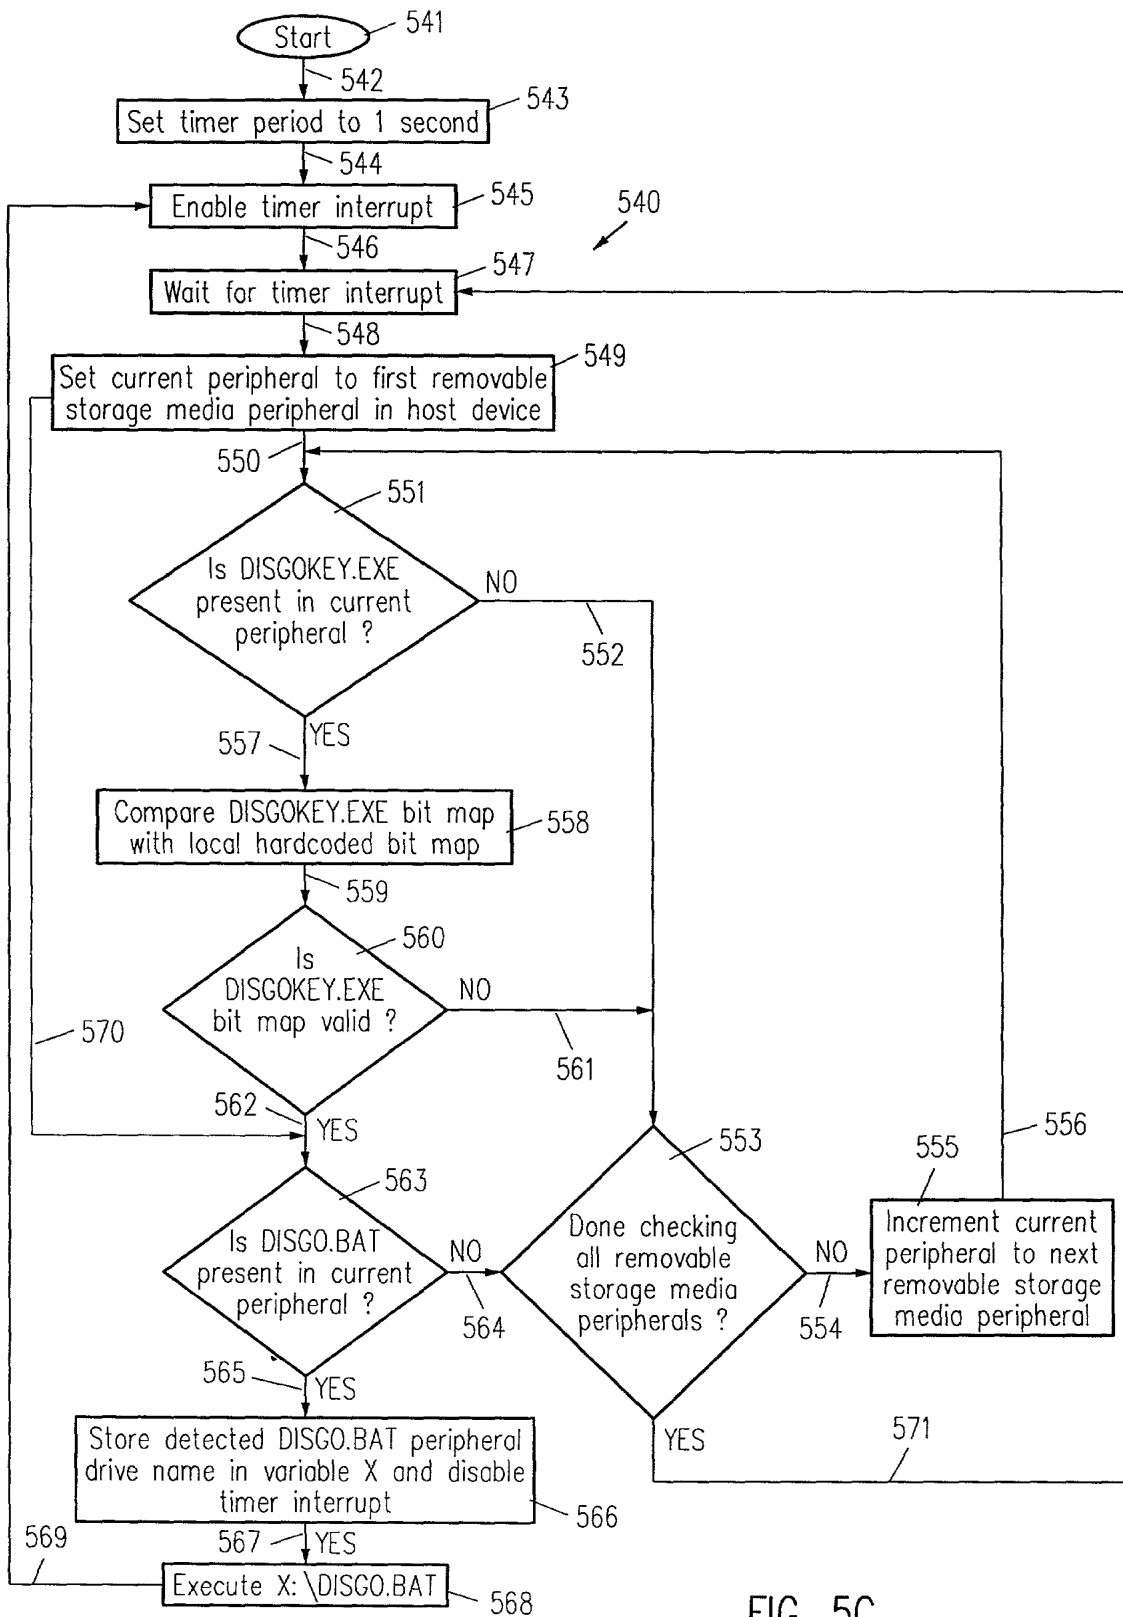 Start
541
542
Set timer period to 1 second
543
544
Enable timer interrupt
545
546
540
Wait for timer interrupt
547
548
Set current peripheral to first removable
storage media peripheral in host device
549
550
551
Is DISGOKEY.EXE
present in current
peripheral ?
NO
552
YES
557
Compare DISGOKEY.EXE bit map
with local hardcoded bit map
558
559
560
Is
DISGOKEY.EXE
bit map valid ?
NO
561
570
562
YES
563
Is DISGO.BAT
present in current
peripheral ?
NO
564
553
Done checking
all removable
storage media
peripherals ?
NO
554
555
556
Increment current
peripheral to next
removable storage
media peripheral
565
YES
YES
571
Store detected DISGO.BAT peripheral
drive name in variable X and disable
timer interrupt
566
567
YES
569
Execute X:\DISGO.BAT
568
FIG. 5C